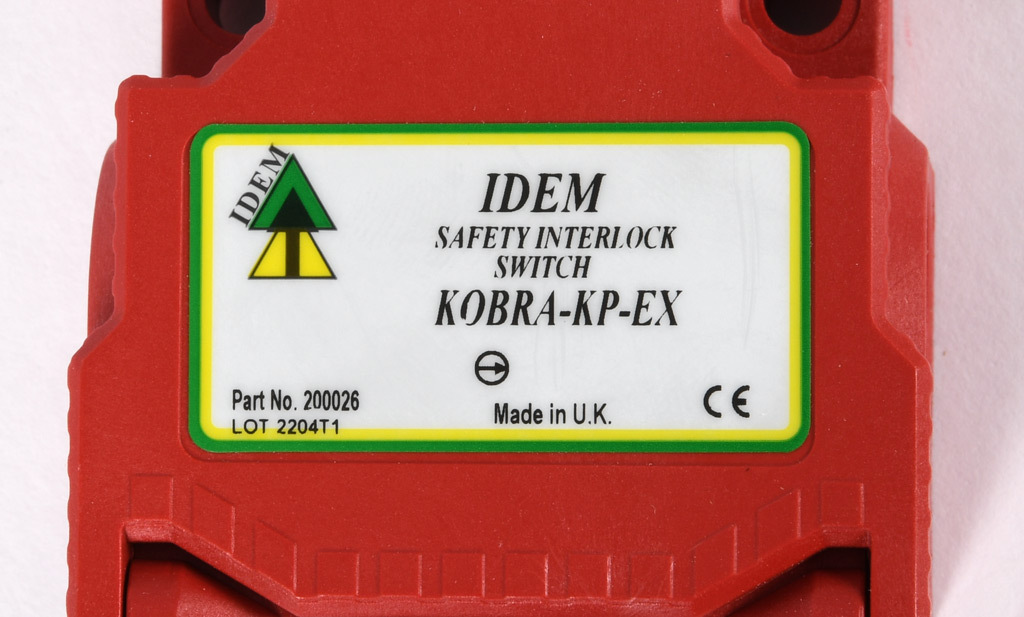 IDEM
IDEM
SAFETY INTERLOCK
SWITCH
KOBRA-KP-EX
Part No. 200026
LOT 2204T1
Made in U.K.
CE